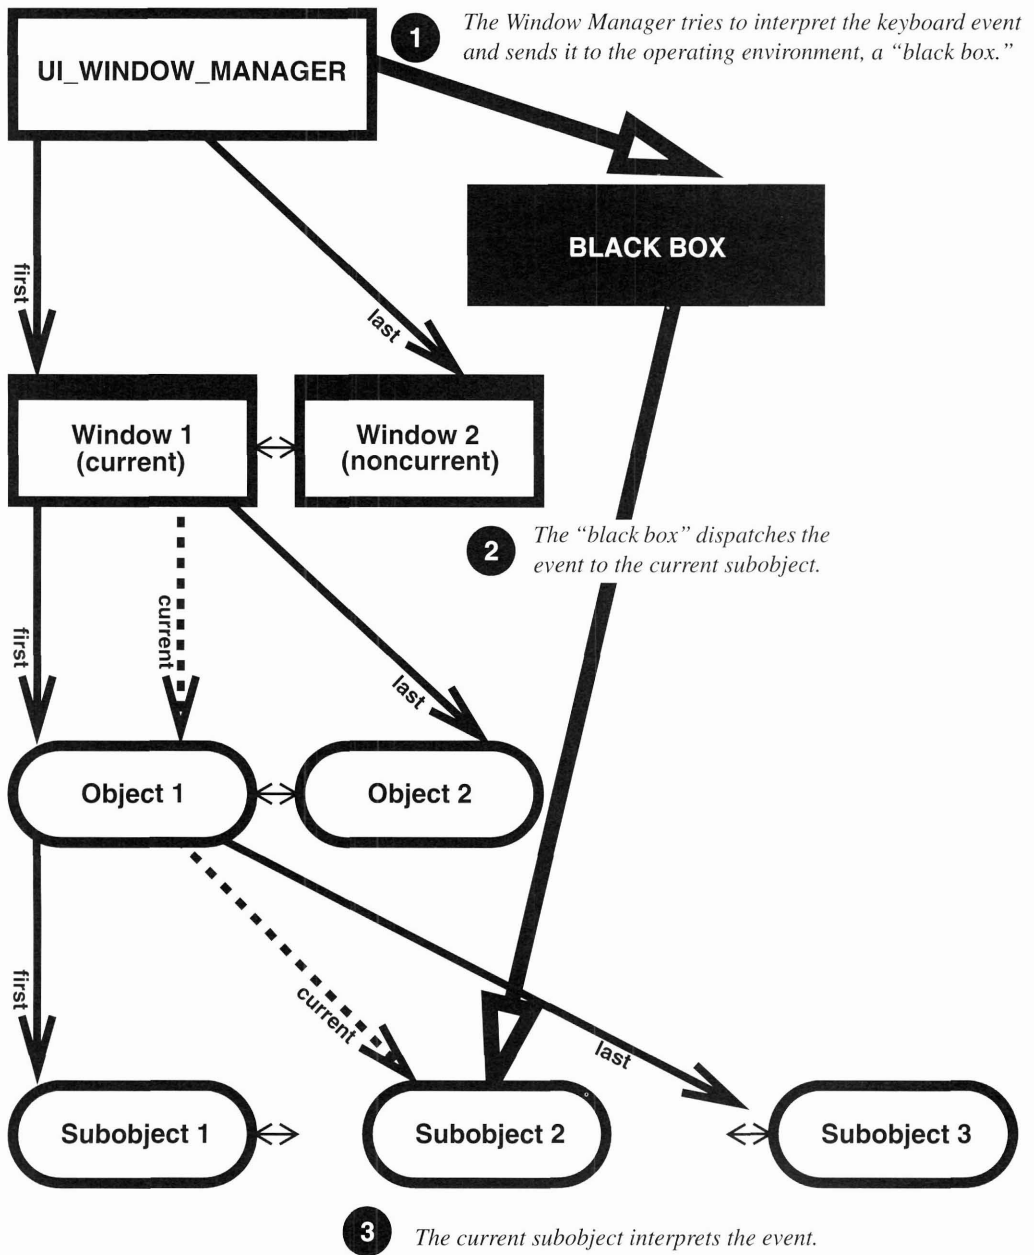 1
The Window Manager tries to interpret the keyboard event
and sends it to the operating environment, a “black box.”
UI_WINDOW_MANAGER
BLACK BOX
first
last
Window 1
(current)
Window 2
(noncurrent)
2
The “black box” dispatches the
event to the current subobject.
first
current
last
Object 1
Object 2
first
current
last
Subobject 1
Subobject 2
Subobject 3
3
The current subobject interprets the event.